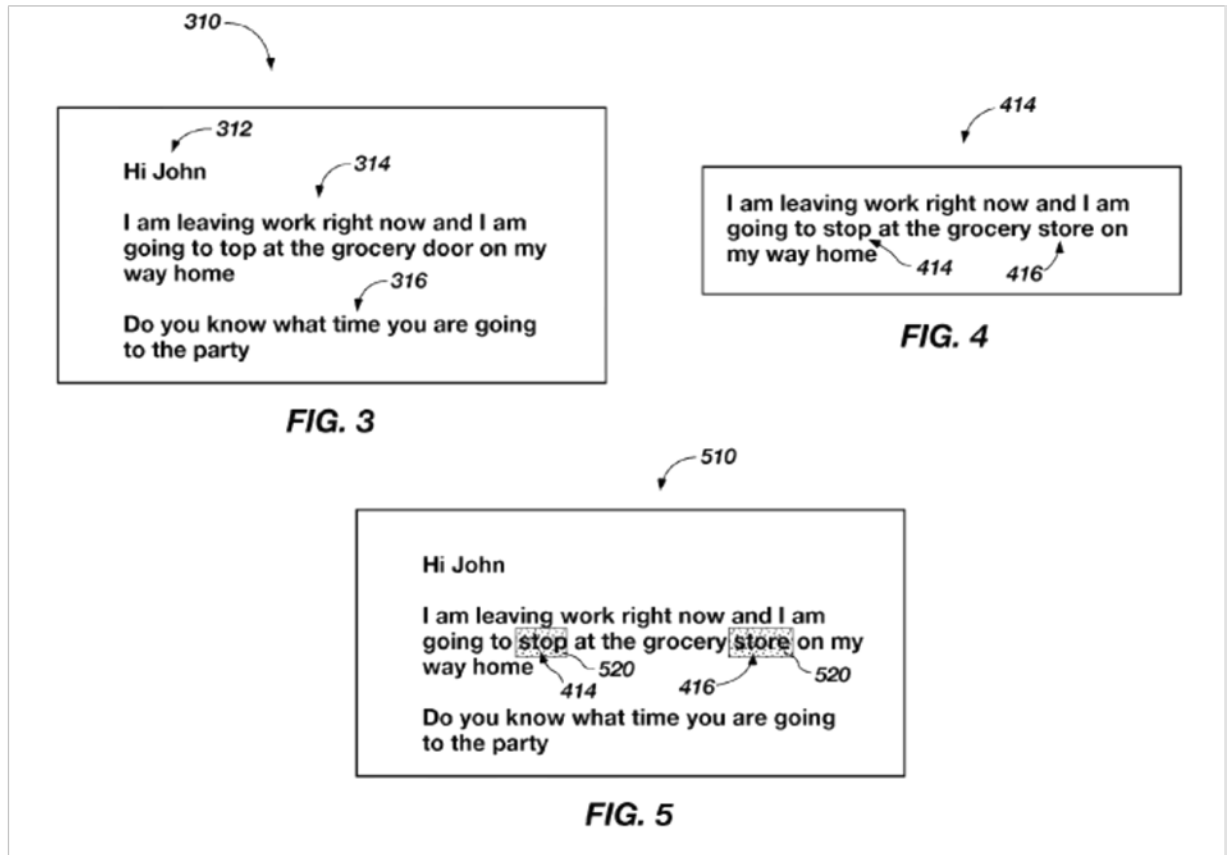 310
312
Hi John
314
I am leaving work right now and I am
going to top at the grocery door on my
way home
316
Do you know what time you are going
to the party
FIG. 3
414
I am leaving work right now and I am
going to stop at the grocery store on
my way home
414
416
FIG. 4
510
Hi John
I am leaving work right now and I am
going to stop at the grocery store on my
way home
520
520
414
416
Do you know what time you are going
to the party
FIG. 5